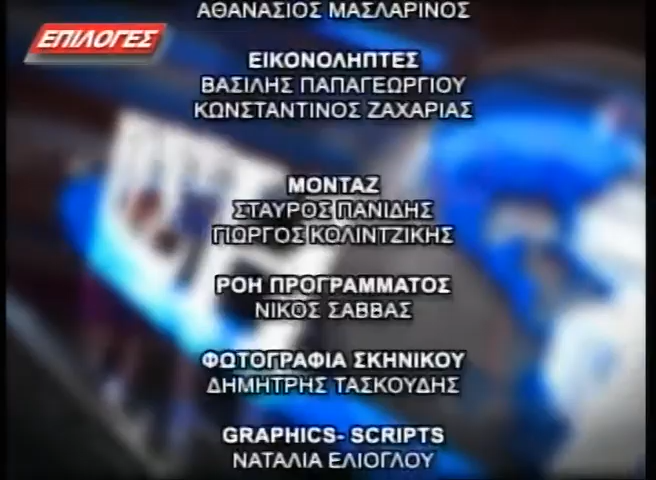 ΑΘΑΝΑΣΙΟΣ ΜΑΣΛΑΡΙΝΟΣ
ΕΠΙΛΟΓΕΣ
ΕΙΚΟΝΟΛΗΠΤΕΣ
ΒΑΣΙΛΗΣ ΠΑΠΑΓΕΩΡΓΙΟΥ
ΚΩΝΣΤΑΝΤΙΝΟΣ ΖΑΧΑΡΙΑΣ
ΜΟΝΤΑΖ
ΣΤΑΥΡΟΣ ΠΑΝΙΔΗΣ
ΓΙΩΡΓΟΣ ΚΟΛΙΝΤΖΙΚΗΣ
ΡΟΗ ΠΡΟΓΡΑΜΜΑΤΟΣ
ΝΙΚΟΣ ΣΑΒΒΑΣ
ΦΩΤΟΓΡΑΦΙΑ ΣΚΗΝΙΚΟΥ
ΔΗΜΗΤΡΗΣ ΤΑΣΚΟΥΔΗΣ
GRAPHICS- SCRIPTS
ΝΑΤΑΛΙΑ ΕΛΙΟΓΛΟΥ